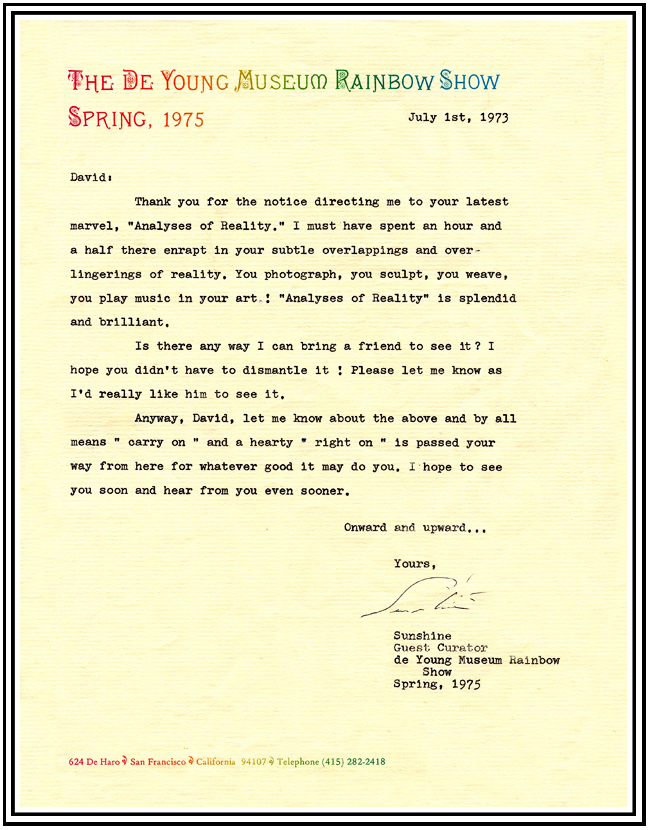 THE DE YOUNG MUSEUM RAINBOW SHOW
SPRING, 1975
July 1st, 1973
David:
Thank you for the notice directing me to your latest
marvel, "Analyses of Reality." I must have spent an hour and
a half there enrapt in your subtle overlappings and over-
lingerings of reality. You photograph, you sculpt, you weave,
you play music in your art.! "Analyses of Reality" is splendid
and brilliant.
Is there any way I can bring a friend to see it? I
hope you didn't have to dismantle it ! Please let me know as
I'd really like him to see it.
Anyway, David, let me know about the above and by all
means " carry on " and a hearty " right on " is passed your
way from here for whatever good it may do you. I hope to see
you soon and hear from you even sooner.
Onward and upward...
Yours,
Sunshine
Guest Curator
de Young Museum Rainbow
Show
Spring, 1975
624 De Haro San Francisco California 94107 Telephone (415) 282-2418